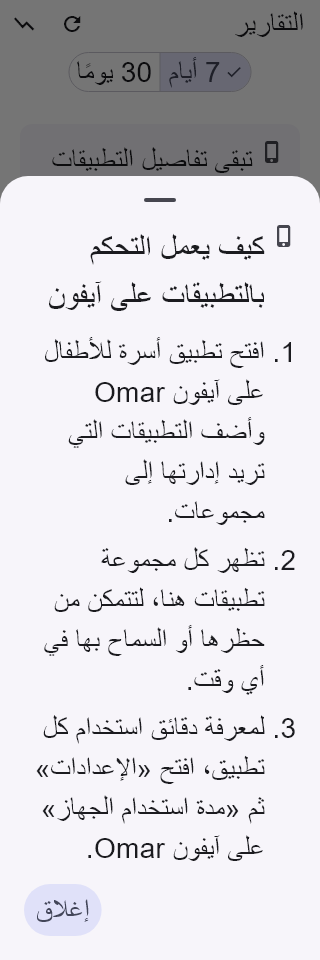 التقارير
7 أيام
30 يومًا
تبقى تفاصيل التطبيقات
كيف يعمل التحكم
بالتطبيقات على آيفون
1. افتح تطبيق أسرة للأطفال
على آيفون Omar
وأضف التطبيقات التي
تريد إدارتها إلى
مجموعات.
2. تظهر كل مجموعة
تطبيقات هنا، لتتمكن من
حظرها أو السماح بها في
أي وقت.
3. لمعرفة دقائق استخدام كل
تطبيق، افتح «الإعدادات»
ثم «مدة استخدام الجهاز»
على آيفون Omar.
إغلاق